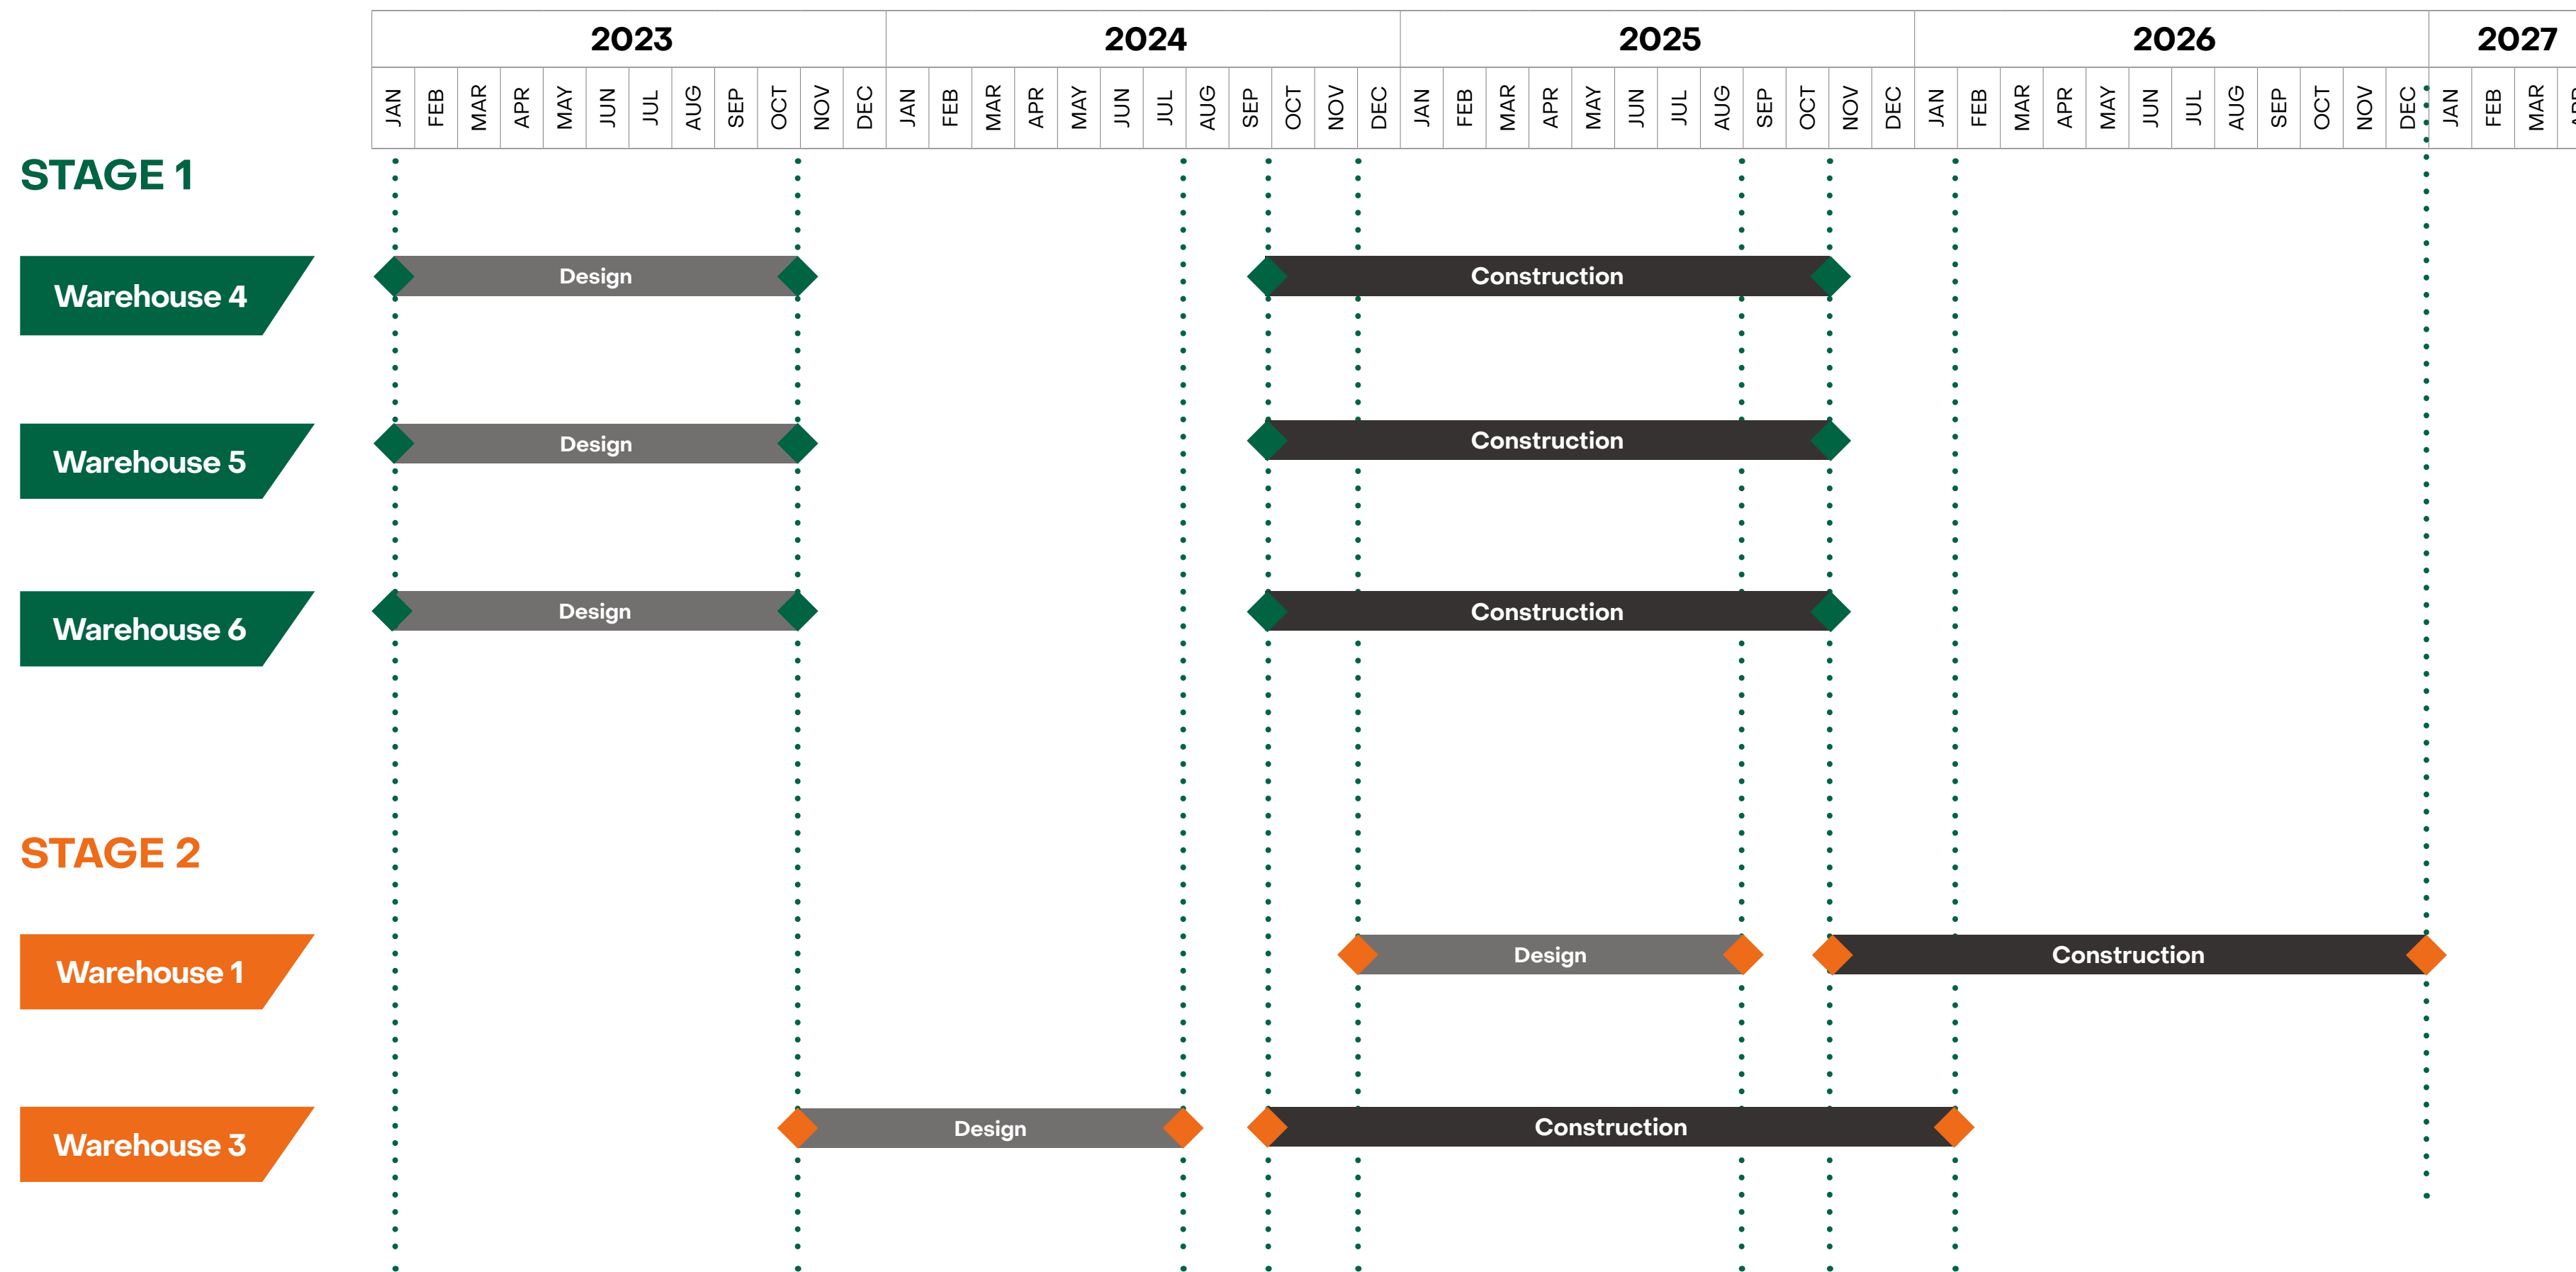 2023 2024 2025 2026 2027
JAN FEB MAR APR MAY JUN JUL AUG SEP OCT NOV DEC JAN FEB MAR APR MAY JUN JUL AUG SEP OCT NOV DEC JAN FEB MAR APR MAY JUN JUL AUG SEP OCT NOV DEC JAN FEB MAR APR MAY JUN JUL AUG SEP OCT NOV DEC JAN FEB MAR
STAGE 1
Warehouse 4 Design Construction
Warehouse 5 Design Construction
Warehouse 6 Design Construction
STAGE 2
Warehouse 1 Design Construction
Warehouse 3 Design Construction